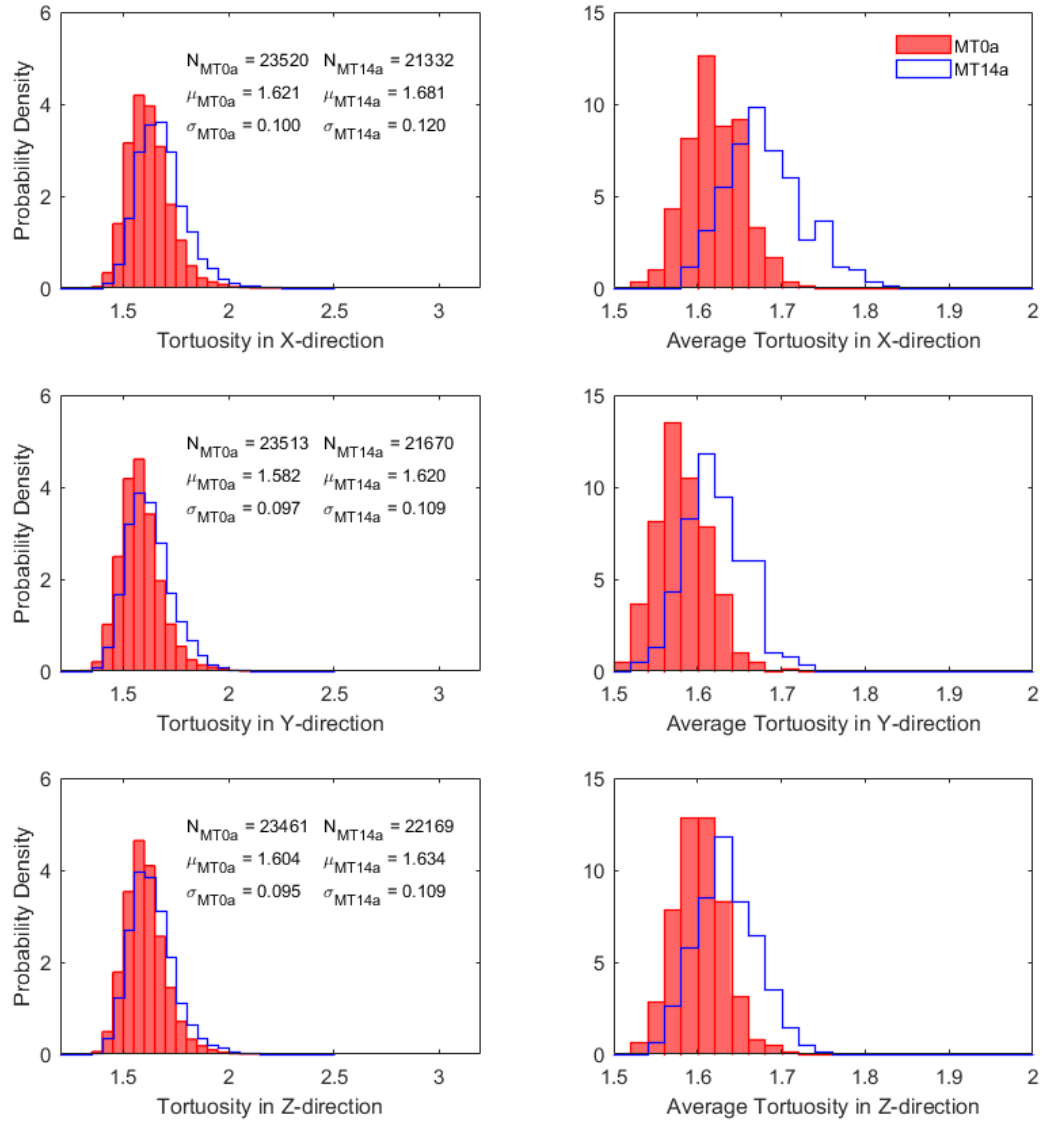 6
4
2
0
Probability Density
N_MT0a = 23520 N_MT14a = 21332
μ_MT0a = 1.621 μ_MT14a = 1.681
σ_MT0a = 0.100 σ_MT14a = 0.120
1.5 2 2.5 3
Tortuosity in X-direction
15
10
5
0
MT0a
MT14a
1.5 1.6 1.7 1.8 1.9 2
Average Tortuosity in X-direction
6
4
2
0
Probability Density
N_MT0a = 23513 N_MT14a = 21670
μ_MT0a = 1.582 μ_MT14a = 1.620
σ_MT0a = 0.097 σ_MT14a = 0.109
1.5 2 2.5 3
Tortuosity in Y-direction
15
10
5
0
1.5 1.6 1.7 1.8 1.9 2
Average Tortuosity in Y-direction
6
4
2
0
Probability Density
N_MT0a = 23461 N_MT14a = 22169
μ_MT0a = 1.604 μ_MT14a = 1.634
σ_MT0a = 0.095 σ_MT14a = 0.109
1.5 2 2.5 3
Tortuosity in Z-direction
15
10
5
0
1.5 1.6 1.7 1.8 1.9 2
Average Tortuosity in Z-direction